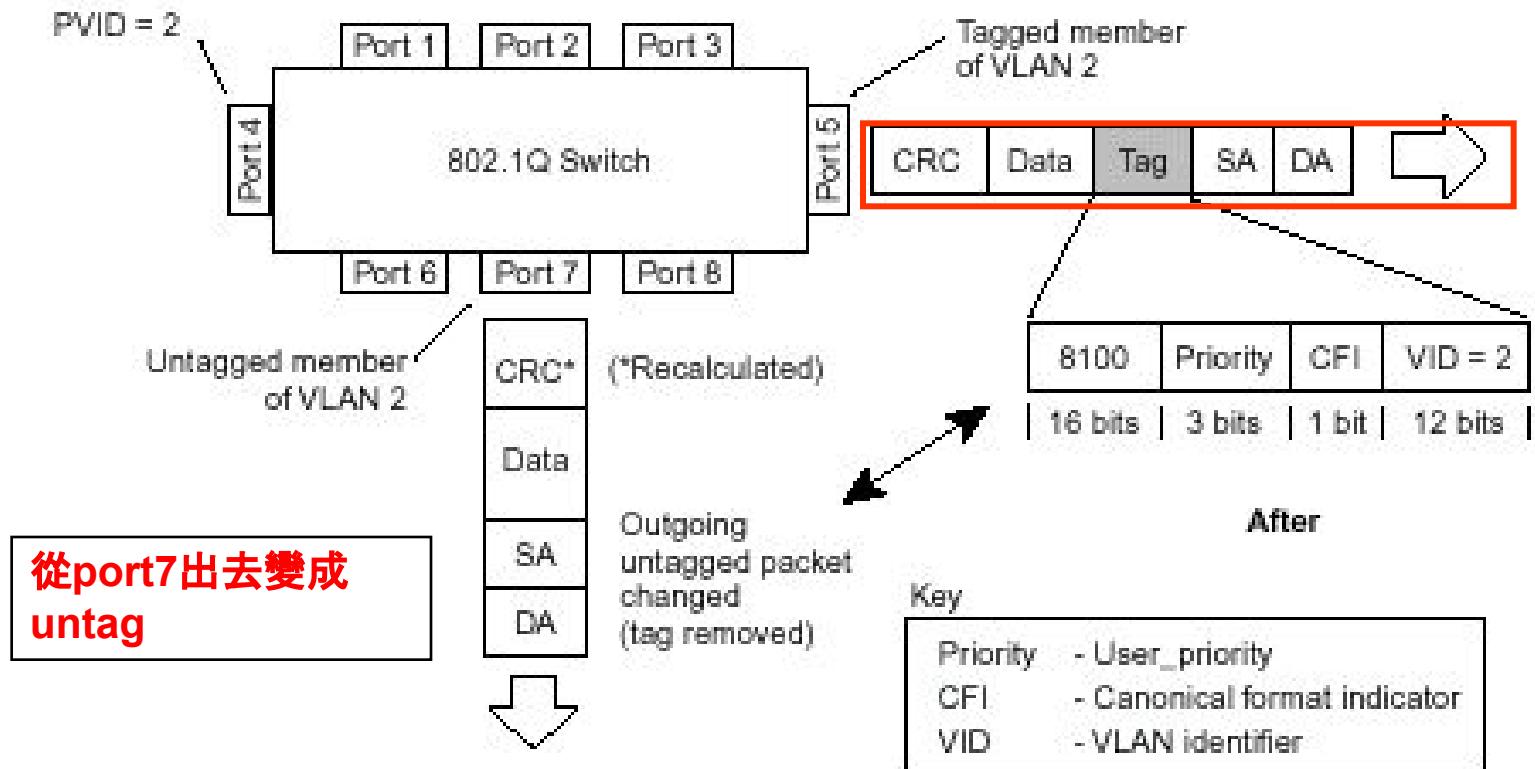 PVID = 2
Port 1
Port 2
Port 3
Tagged member
of VLAN 2
Port 4
802.1Q Switch
Port 5
CRC
Data
Tag
SA
DA
Port 6
Port 7
Port 8
Untagged member
of VLAN 2
CRC*
(*Recalculated)
8100
Priority
CFI
VID = 2
16 bits
3 bits
1 bit
12 bits
Data
After
SA
DA
Outgoing
untagged packet
changed
(tag removed)
從port7出去變成
untag
Key
Priority - User_priority
CFI - Canonical format indicator
VID - VLAN identifier